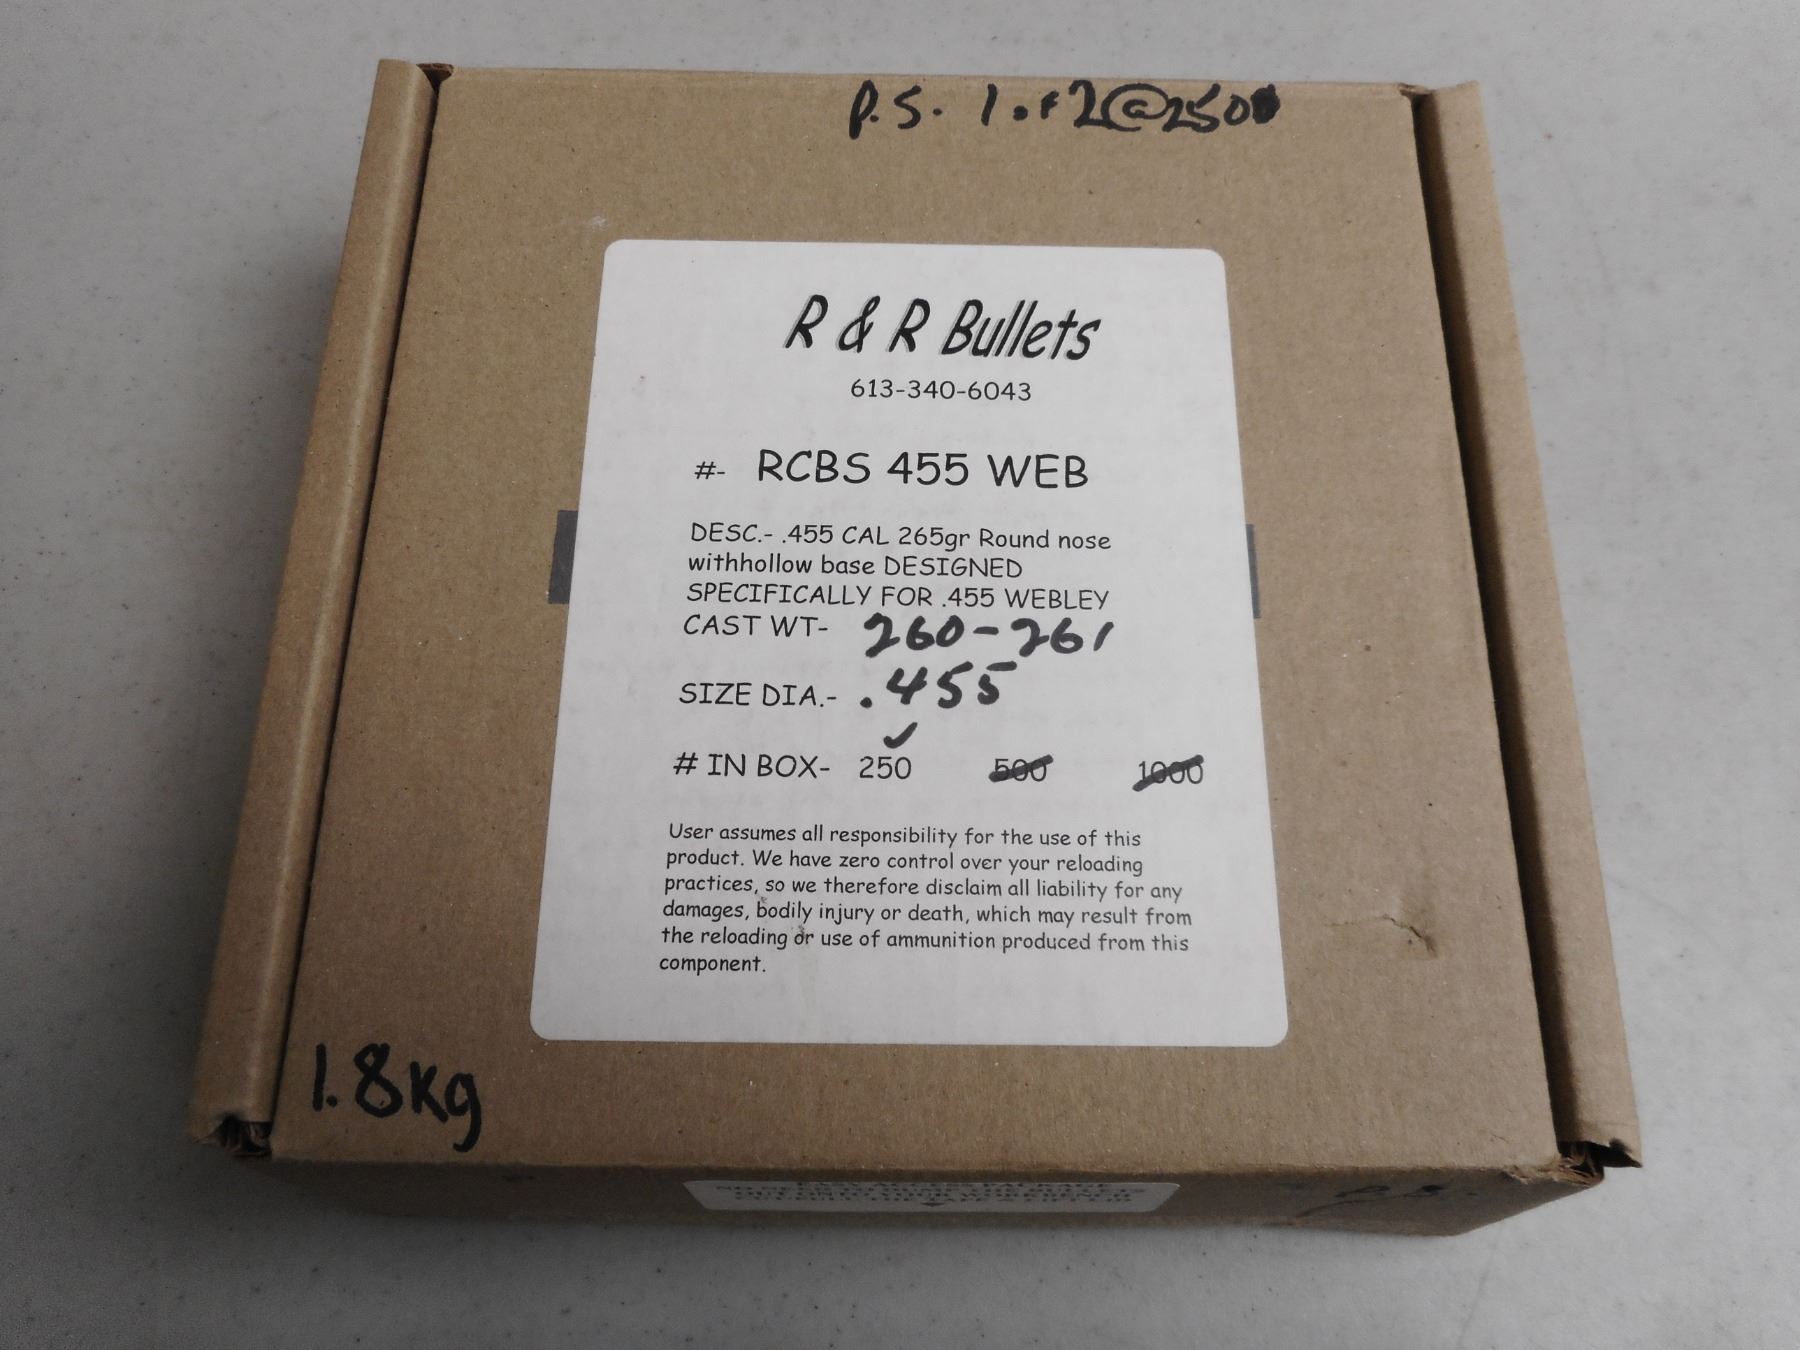 P.S. 1 of 2 @ 250
R & R Bullets
613-340-6043
#- RCBS 455 WEB
DESC.- .455 CAL 265gr Round nose
withhollow base DESIGNED
SPECIFICALLY FOR .455 WEBLEY
CAST WT- 260-261
SIZE DIA.- .455
# IN BOX- 250 500 1000
User assumes all responsibility for the use of this
product. We have zero control over your reloading
practices, so we therefore disclaim all liability for any
damages, bodily injury or death, which may result from
the reloading or use of ammunition produced from this
component.
1.8kg
EASY ACCESS PACKAGE